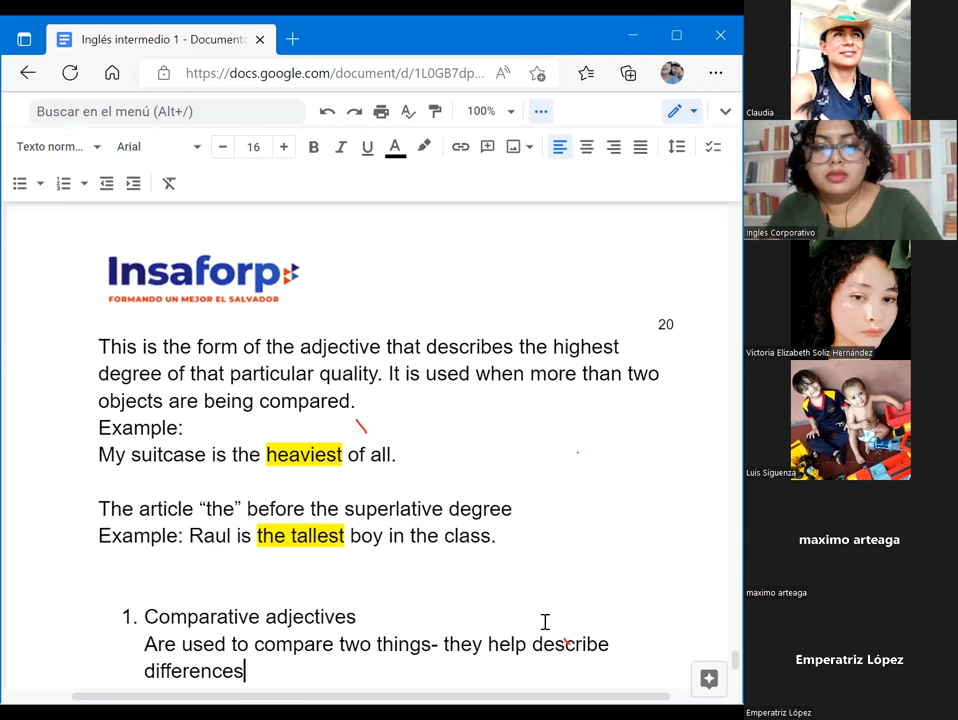 Inglés intermedio 1 - Documento
https://docs.google.com/document/d/1L0GB7dp...
Buscar en el menú (Alt+/)
100%
Texto norm...
Arial
16
Insaforp
FORMANDO UN MEJOR EL SALVADOR
20
This is the form of the adjective that describes the highest
degree of that particular quality. It is used when more than two
objects are being compared.
Example:
My suitcase is the heaviest of all.
The article “the” before the superlative degree
Example: Raul is the tallest boy in the class.
1. Comparative adjectives
Are used to compare two things- they help describe
differences
Claudia
Ingles Corporativo
Victoria Elizabeth Soliz Hernández
Luis Siguenza
maximo arteaga
maximo arteaga
Emperatriz López
Emperatriz López